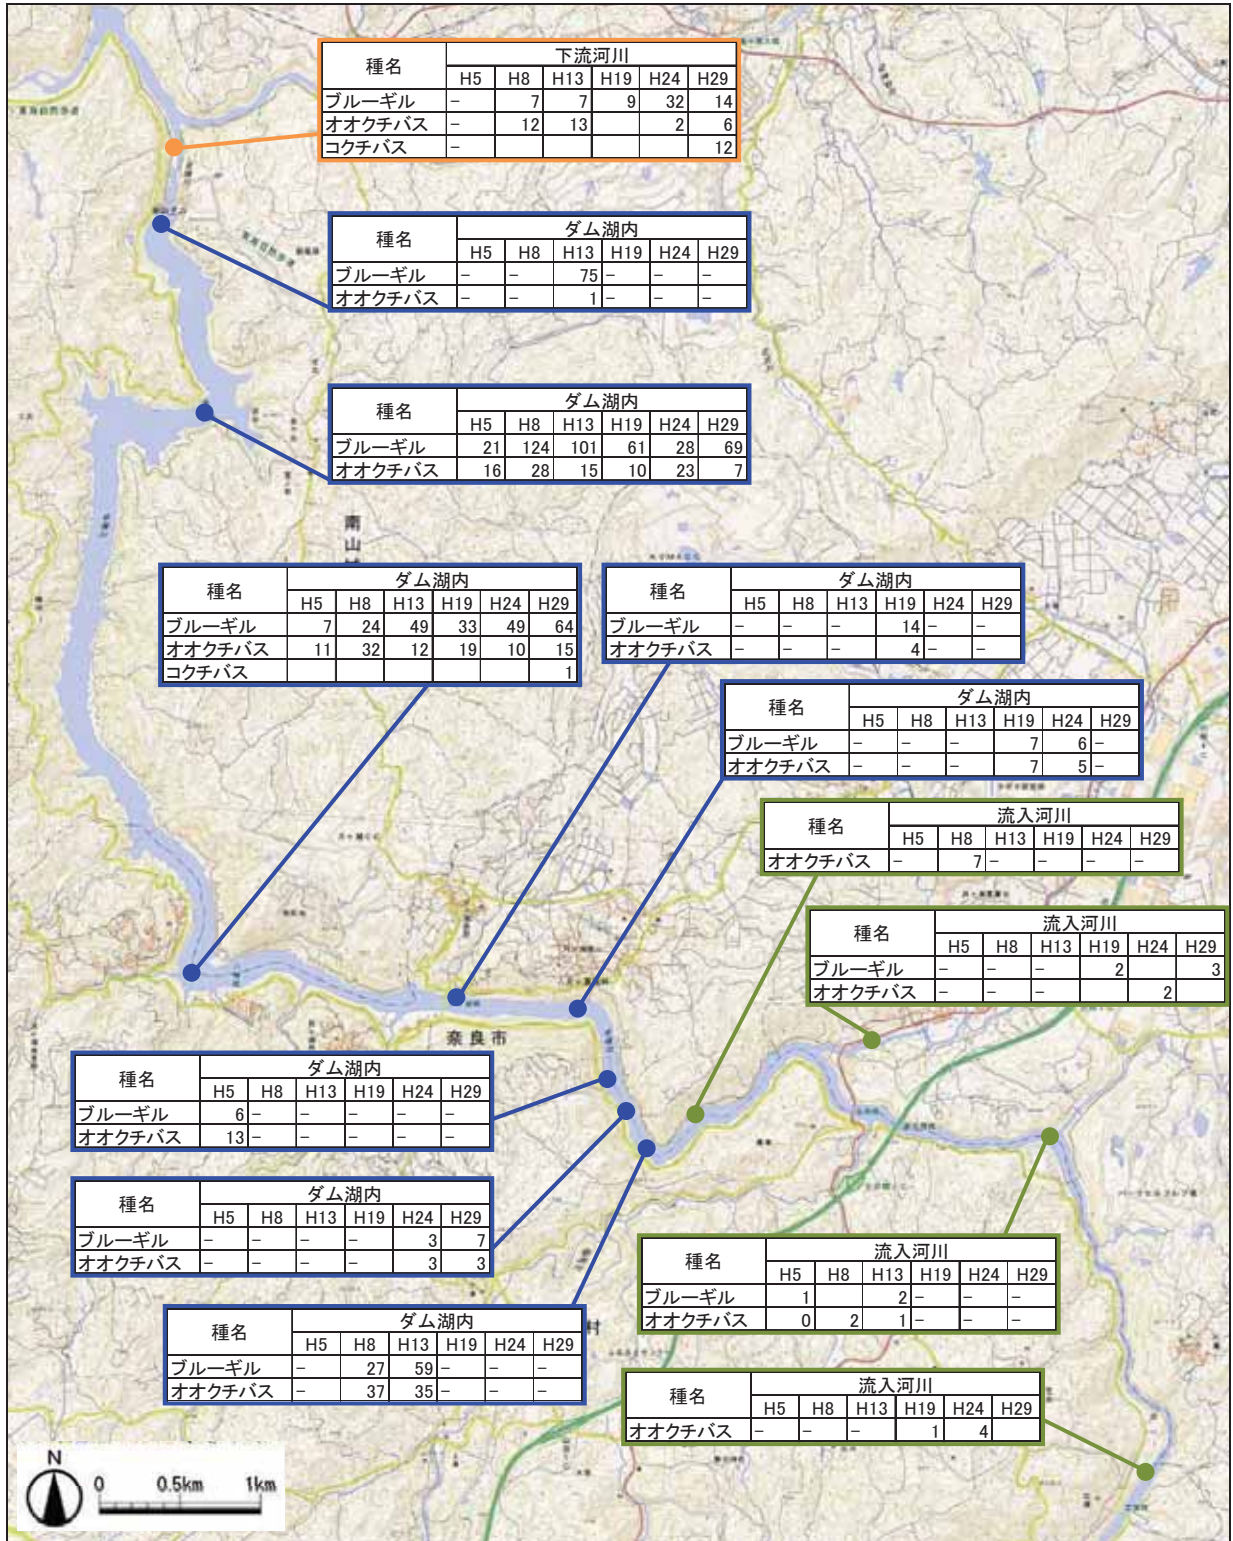 種名 下流河川
H5 H8 H13 H19 H24 H29
ブルーギル - 7 7 9 32 14
オオクチバス - 12 13 2 6
コクチバス - 12
種名 ダム湖内
H5 H8 H13 H19 H24 H29
ブルーギル - - 75 - - -
オオクチバス - - 1 - - -
種名 ダム湖内
H5 H8 H13 H19 H24 H29
ブルーギル 21 124 101 61 28 69
オオクチバス 16 28 15 10 23 7
南山
種名 ダム湖内
H5 H8 H13 H19 H24 H29
ブルーギル 7 24 49 33 49 64
オオクチバス 11 32 12 19 10 15
コクチバス 1
種名 ダム湖内
H5 H8 H13 H19 H24 H29
ブルーギル - - - 14 - -
オオクチバス - - - 4 - -
種名 ダム湖内
H5 H8 H13 H19 H24 H29
ブルーギル - - - 7 6 -
オオクチバス - - - 7 5 -
種名 流入河川
H5 H8 H13 H19 H24 H29
オオクチバス - 7 - - - -
種名 流入河川
H5 H8 H13 H19 H24 H29
ブルーギル - - - 2 3
オオクチバス - - - 2
奈良市
種名 ダム湖内
H5 H8 H13 H19 H24 H29
ブルーギル 6 - - - - -
オオクチバス 13 - - - - -
種名 ダム湖内
H5 H8 H13 H19 H24 H29
ブルーギル - - - - 3 7
オオクチバス - - - - 3 3
種名 流入河川
H5 H8 H13 H19 H24 H29
ブルーギル 1 2 - - -
オオクチバス 0 2 1 - - -
種名 ダム湖内
H5 H8 H13 H19 H24 H29
ブルーギル - 27 59 - - -
オオクチバス - 37 35 - - -
村
種名 流入河川
H5 H8 H13 H19 H24 H29
オオクチバス - - - 1 4
N
0 0.5km 1km